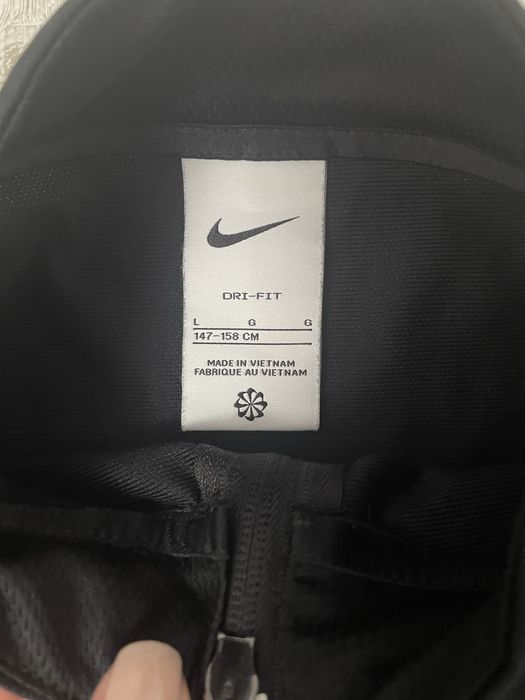 DRI-FIT
L G G
147-158 CM
MADE IN VIETNAM
FABRIQUE AU VIETNAM